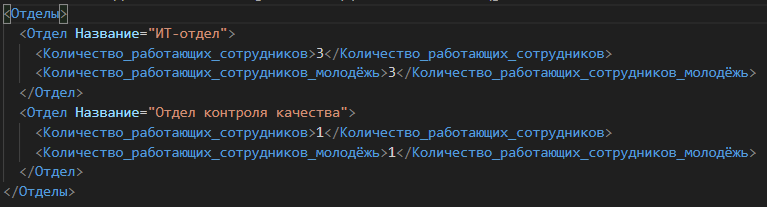 <Отделы>
<Отдел Название="ИТ-отдел">
<Количество_работающих_сотрудников>3</Количество_работающих_сотрудников>
<Количество_работающих_сотрудников_молодёжь>3</Количество_работающих_сотрудников_молодёжь>
</Отдел>
<Отдел Название="Отдел контроля качества">
<Количество_работающих_сотрудников>1</Количество_работающих_сотрудников>
<Количество_работающих_сотрудников_молодёжь>1</Количество_работающих_сотрудников_молодёжь>
</Отдел>
</Отделы>